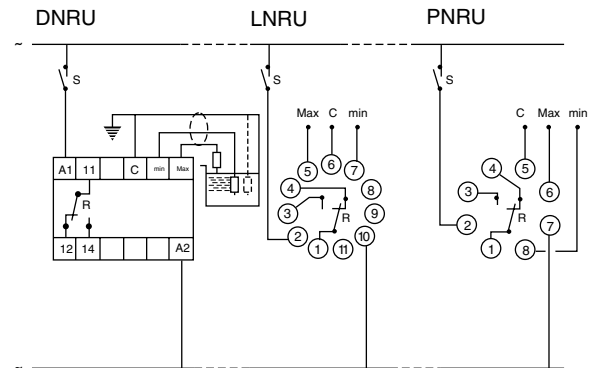 DNRU LNRU PNRU
~
S S S
Max C min C Max min
A1 11 C min Max
5 6 7 5
4 8 4 6
3 R 9 3 R 7
2 10 2
1 11 1 8
R
12 14 A2
~